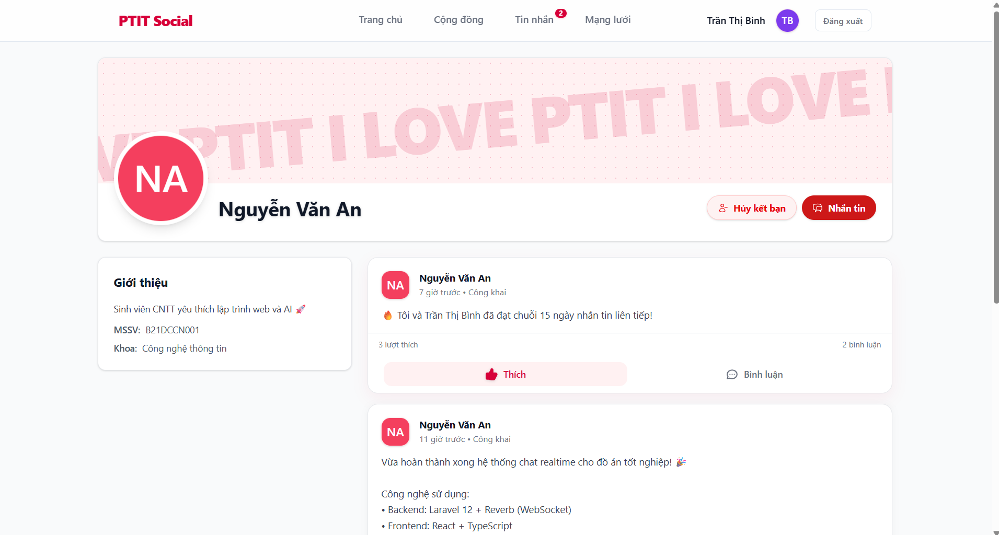 PTIT Social
Trang chủ
Cộng đồng
Tin nhắn
2
Mạng lưới
Trần Thị Bình
TB
Đăng xuất
VE PTIT I LOVE PTIT I LOVE
NA
Nguyễn Văn An
Hủy kết bạn
Nhắn tin
Giới thiệu
Sinh viên CNTT yêu thích lập trình web và AI 🚀
MSSV: B21DCCN001
Khoa: Công nghệ thông tin
NA
Nguyễn Văn An
7 giờ trước • Công khai
🔥 Tôi và Trần Thị Bình đã đạt chuỗi 15 ngày nhắn tin liên tiếp!
3 lượt thích
2 bình luận
Thích
Bình luận
NA
Nguyễn Văn An
11 giờ trước • Công khai
Vừa hoàn thành xong hệ thống chat realtime cho đồ án tốt nghiệp! 🎉
Công nghệ sử dụng:
• Backend: Laravel 12 + Reverb (WebSocket)
• Frontend: React + TypeScript